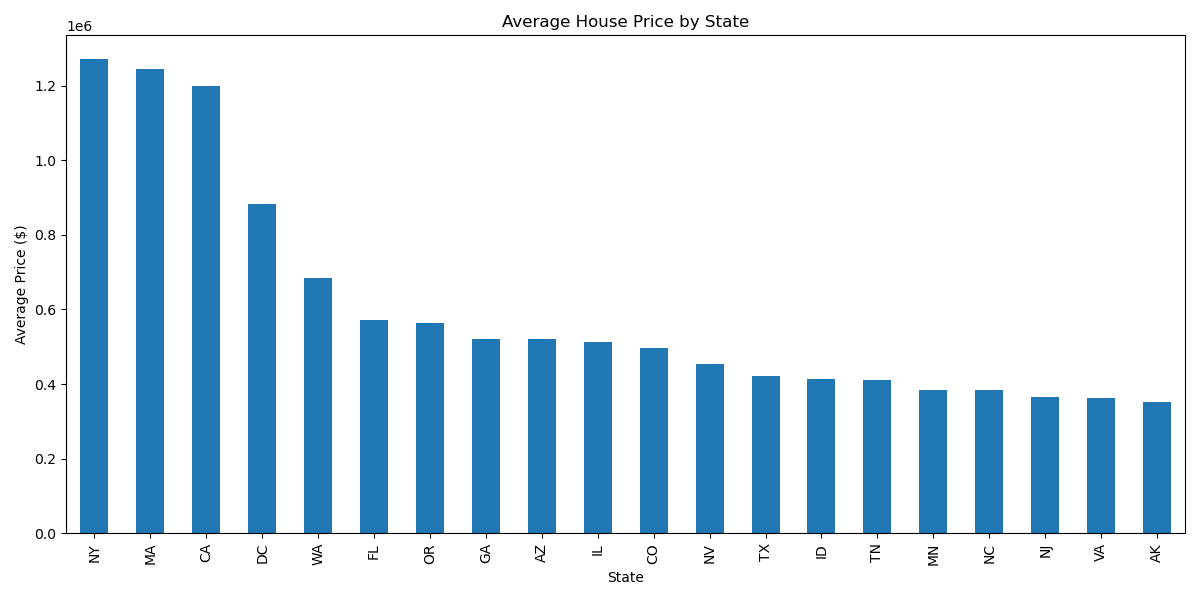 Average House Price by State
1e6
1.2
1.0
0.8
0.6
0.4
0.2
0.0
Average Price ($)
NY MA CA DC WA FL OR GA AZ IL CO NV TX ID TN MN NC NJ VA AK
State